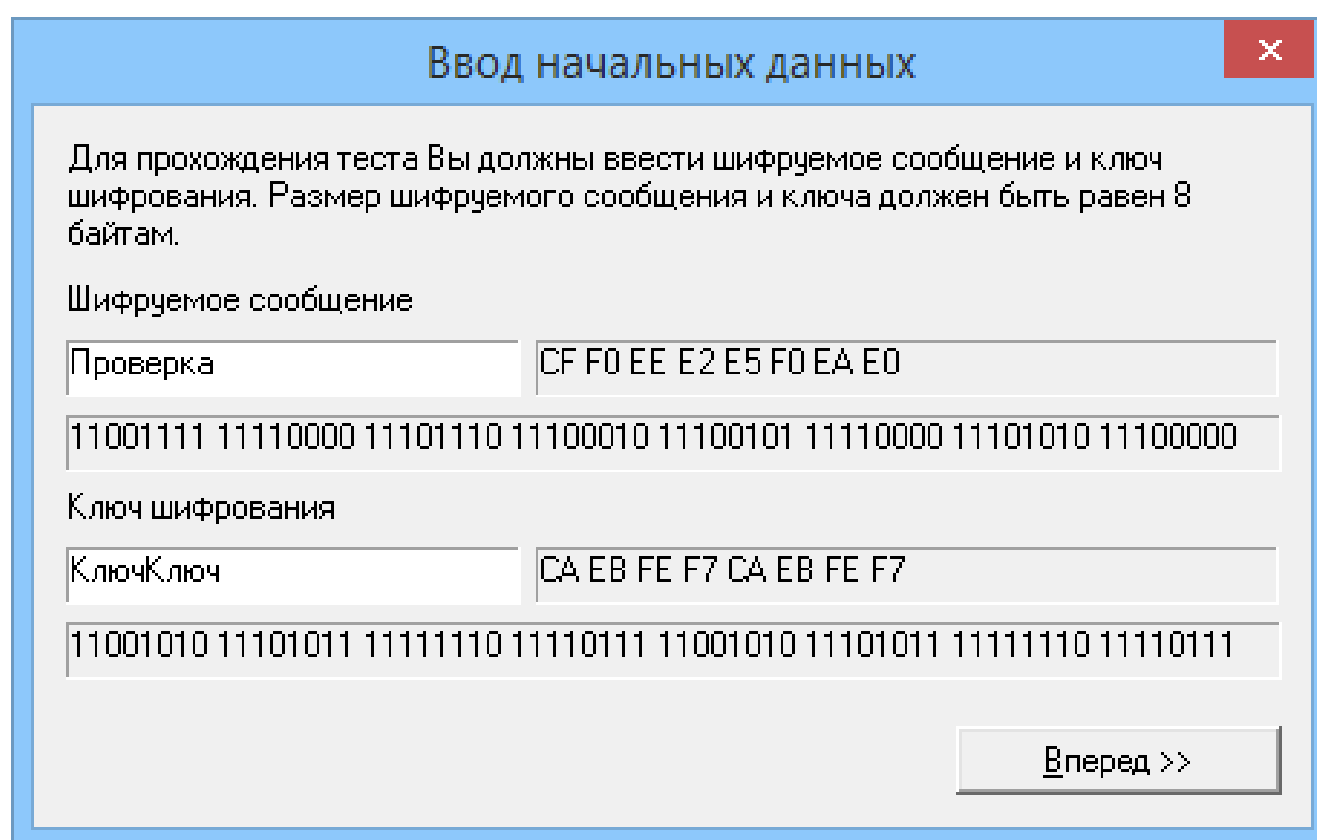 Ввод начальных данных
Для прохождения теста Вы должны ввести шифруемое сообщение и ключ
шифрования. Размер шифруемого сообщения и ключа должен быть равен 8
байтам.
Шифруемое сообщение
Проверка CF F0 EE E2 E5 F0 EA E0
11001111 11110000 11101110 11100010 11100101 11110000 11101010 11100000
Ключ шифрования
КлючКлюч CA EB FE F7 CA EB FE F7
11001010 11101011 11111110 11110111 11001010 11101011 11111110 11110111
Вперед >>